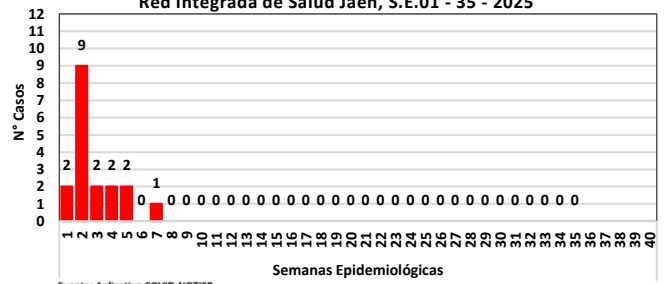 Red Integrada de Salud Jaén, S.E.01 - 35 - 2025
12
11
10
9
8
7
6
5
4
3
2
1
0
N° Casos
2 9 2 2 2 0 1 0 0 0 0 0 0 0 0 0 0 0 0 0 0 0 0 0 0 0 0 0 0 0 0 0 0 0 0
1 2 3 4 5 6 7 8 9 10 11 12 13 14 15 16 17 18 19 20 21 22 23 24 25 26 27 28 29 30 31 32 33 34 35 36 37 38 39 40
Semanas Epidemiológicas
Fuente: Aplicativo COVID-NOTISP